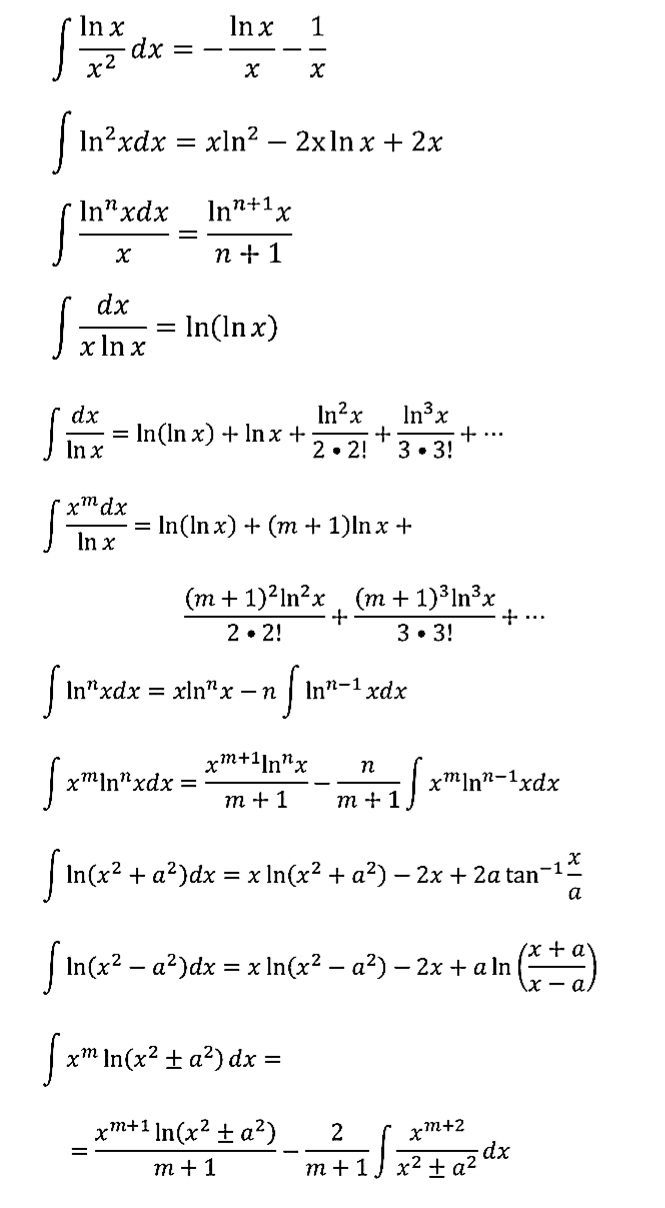 ∫ ln x / x² dx = − ln x / x − 1/x
∫ ln²xdx = xln² − 2x ln x + 2x
∫ lnⁿxdx / x = lnⁿ⁺¹x / (n + 1)
∫ dx / (x ln x) = ln(ln x)
∫ dx / ln x = ln(ln x) + ln x + ln²x / (2 • 2!) + ln³x / (3 • 3!) + ⋯
∫ xᵐdx / ln x = ln(ln x) + (m + 1)ln x +
(m + 1)²ln²x / (2 • 2!) + (m + 1)³ln³x / (3 • 3!) + ⋯
∫ lnⁿxdx = xlnⁿx − n ∫ lnⁿ⁻¹ xdx
∫ xᵐlnⁿxdx = xᵐ⁺¹lnⁿx / (m + 1) − n / (m + 1) ∫ xᵐlnⁿ⁻¹xdx
∫ ln(x² + a²)dx = x ln(x² + a²) − 2x + 2a tan⁻¹ x/a
∫ ln(x² − a²)dx = x ln(x² − a²) − 2x + a ln ((x + a) / (x − a))
∫ xᵐ ln(x² ± a²) dx =
= xᵐ⁺¹ ln(x² ± a²) / (m + 1) − 2 / (m + 1) ∫ xᵐ⁺² / (x² ± a²) dx